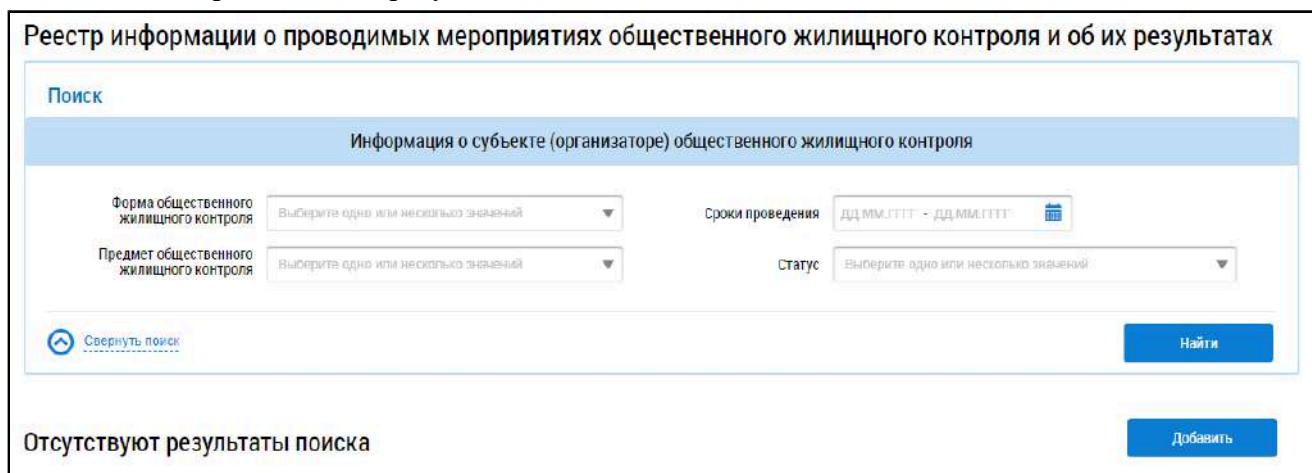 Реестр информации о проводимых мероприятиях общественного жилищного контроля и об их результатах
Поиск
Информация о субъекте (организаторе) общественного жилищного контроля
Форма общественного
жилищного контроля
Выберите одно или несколько значений
Сроки проведения
ДД.ММ.ГГГГ - ДД.ММ.ГГГГ
Предмет общественного
жилищного контроля
Выберите одно или несколько значений
Статус
Выберите одно или несколько значений
Свернуть поиск
Найти
Отсутствуют результаты поиска
Добавить